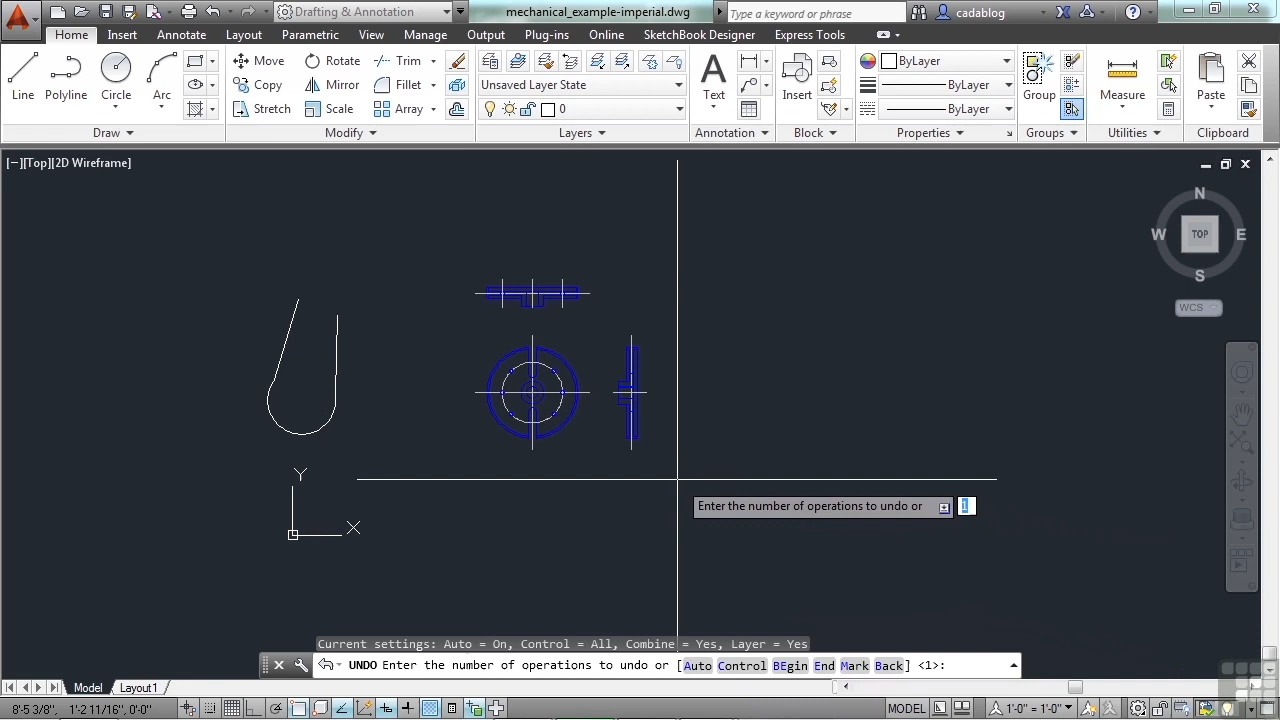 Drafting & Annotation
mechanical_example-imperial.dwg
Type a keyword or phrase
cadablog
Home Insert Annotate Layout Parametric View Manage Output Plug-ins Online SketchBook Designer Express Tools
Line Polyline Circle Arc
Move Rotate Trim
Copy Mirror Fillet
Stretch Scale Array
Unsaved Layer State
0
Text
Insert
ByLayer
ByLayer
ByLayer
Group
Measure
Paste
Draw Modify Layers Annotation Block Properties Groups Utilities Clipboard
[−][Top][2D Wireframe]
N
W TOP E
S
WCS
Y
X
Enter the number of operations to undo or 1
Current settings: Auto = On, Control = All, Combine = Yes, Layer = Yes
UNDO Enter the number of operations to undo or [Auto Control BEgin End Mark Back] <1>:
Model Layout1
8'-5 3/8", 1'-2 11/16", 0'-0" MODEL 1'-0" = 1'-0"